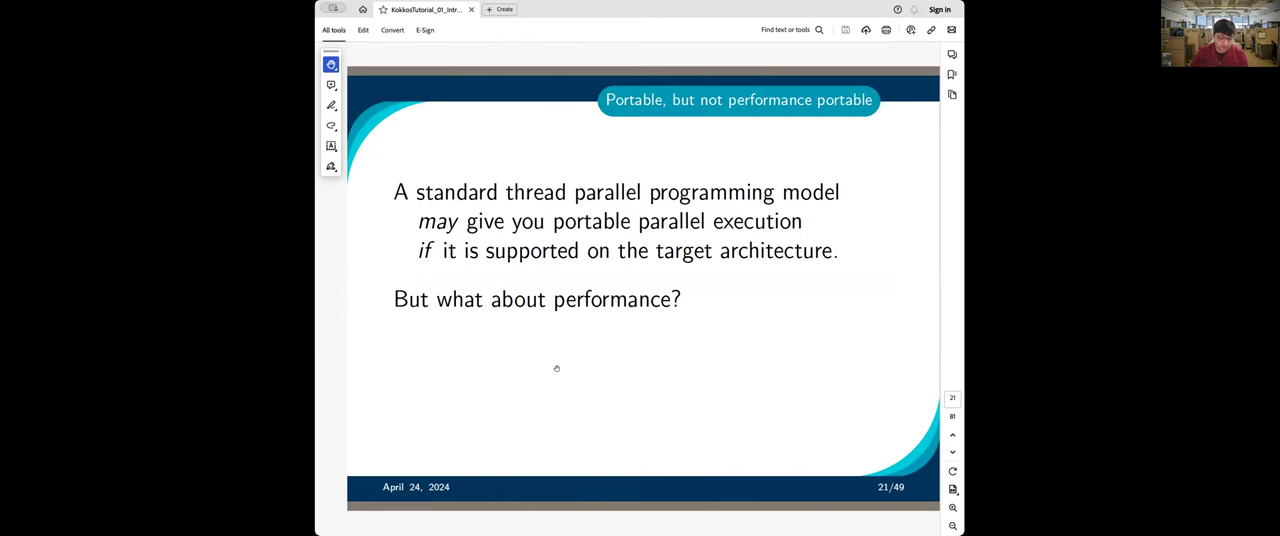 KokkosTutorial_01_Intr...
Create
Sign in
All tools
Edit
Convert
E-Sign
Find text or tools
Portable, but not performance portable
A standard thread parallel programming model
may give you portable parallel execution
if it is supported on the target architecture.
But what about performance?
21
81
April 24, 2024
21/49